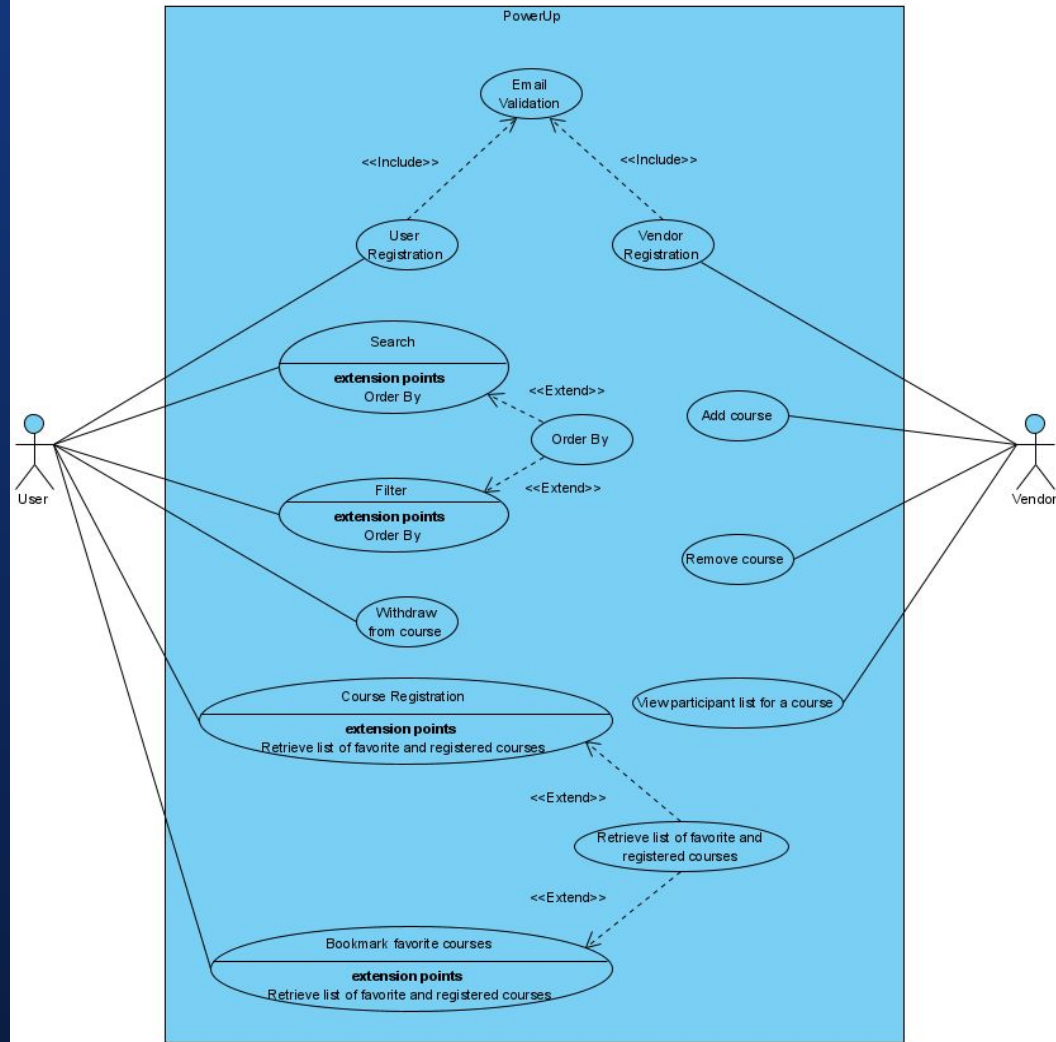 PowerUp
Email
Validation
<<Include>>
<<Include>>
User
Registration
Vendor
Registration
Search
extension points
Order By
<<Extend>>
Add course
Order By
<<Extend>>
Filter
extension points
Order By
User
Vendor
Remove course
Withdraw
from course
Course Registration
extension points
Retrieve list of favorite and registered courses
View participant list for a course
<<Extend>>
Retrieve list of favorite and
registered courses
<<Extend>>
Bookmark favorite courses
extension points
Retrieve list of favorite and registered courses